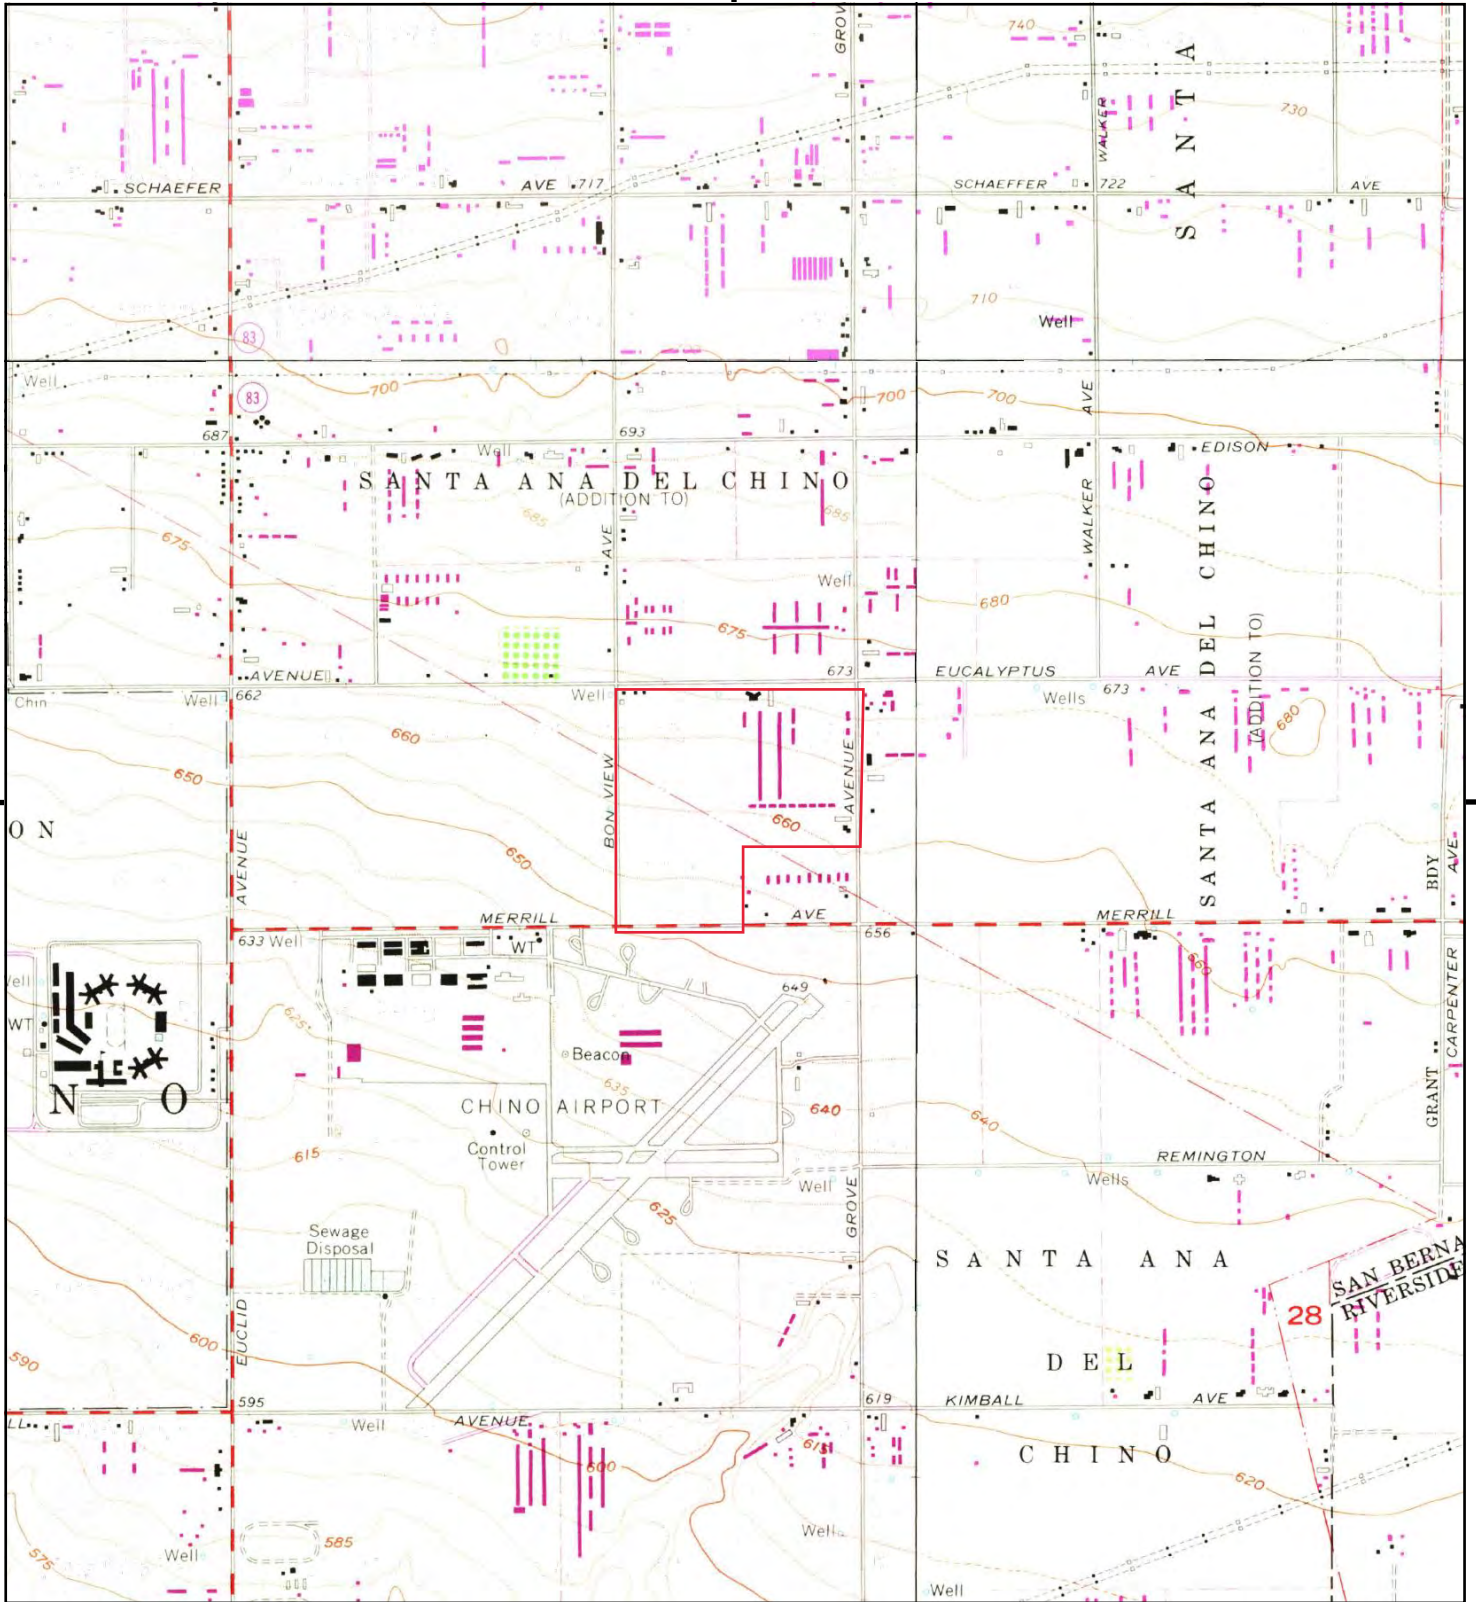 740
GROV
SANTA
WALKER
730
SCHAEFER
AVE
717
SCHAEFFER
722
AVE
710
Well
83
Well
83
700
700
700
AVE
687
693
Well
EDISON
SANTA ANA DEL CHINO
(ADDITION TO)
685
685
WALKER
AVE
675
Well
680
675
SANTA ANA DEL CHINO
(ADDITION TO)
AVENUE
673
EUCALYPTUS
AVE
Chin
Well
662
Well
Wells
673
680
660
650
BON VIEW
AVENUE
660
ON
AVENUE
650
BDY
AVE
MERRILL
AVE
MERRILL
633
Well
WT
656
660
Well
WT
625
649
CARPENTER
Beacon
635
NO
CHINO AIRPORT
640
640
GRANT
Control
Tower
615
REMINGTON
Well
Wells
625
GROVE
Sewage
Disposal
SANTA ANA
SAN BERNA
RIVERSIDE
28
EUCLID
600
590
DEL
595
619
KIMBALL
AVE
LL
Well
AVENUE
615
CHINO
600
620
Well
585
575
Well
Well